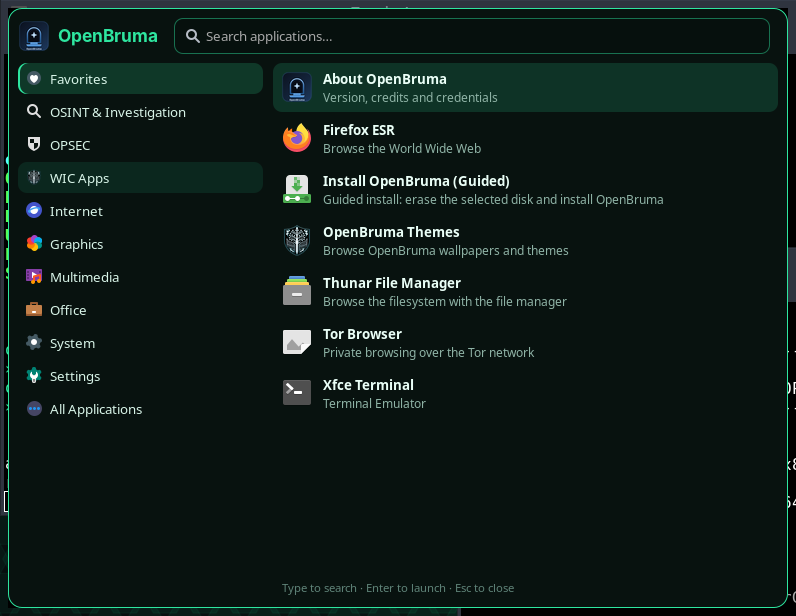 OpenBruma
Search applications...
Favorites
OSINT & Investigation
OPSEC
WIC Apps
Internet
Graphics
Multimedia
Office
System
Settings
All Applications
About OpenBruma
Version, credits and credentials
Firefox ESR
Browse the World Wide Web
Install OpenBruma (Guided)
Guided install: erase the selected disk and install OpenBruma
OpenBruma Themes
Browse OpenBruma wallpapers and themes
Thunar File Manager
Browse the filesystem with the file manager
Tor Browser
Private browsing over the Tor network
Xfce Terminal
Terminal Emulator
Type to search · Enter to launch · Esc to close